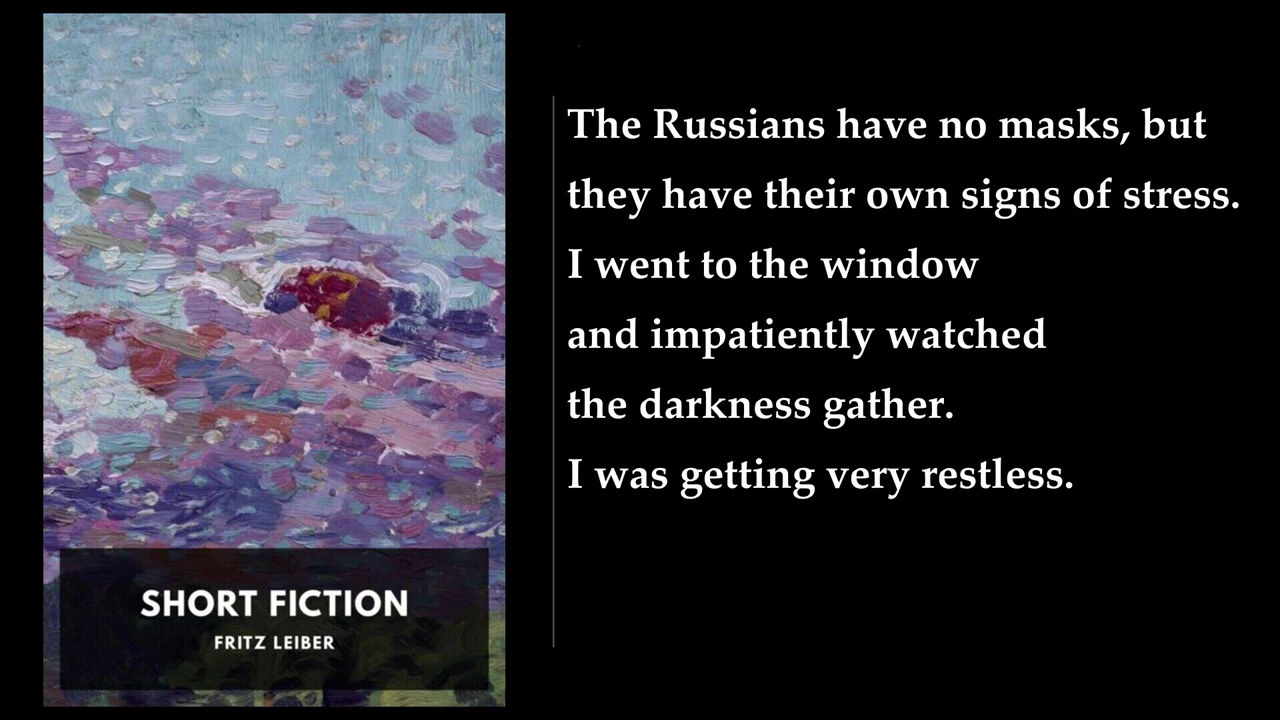 The Russians have no masks, but
they have their own signs of stress.
I went to the window
and impatiently watched
the darkness gather.
I was getting very restless.
SHORT FICTION
FRITZ LEIBER